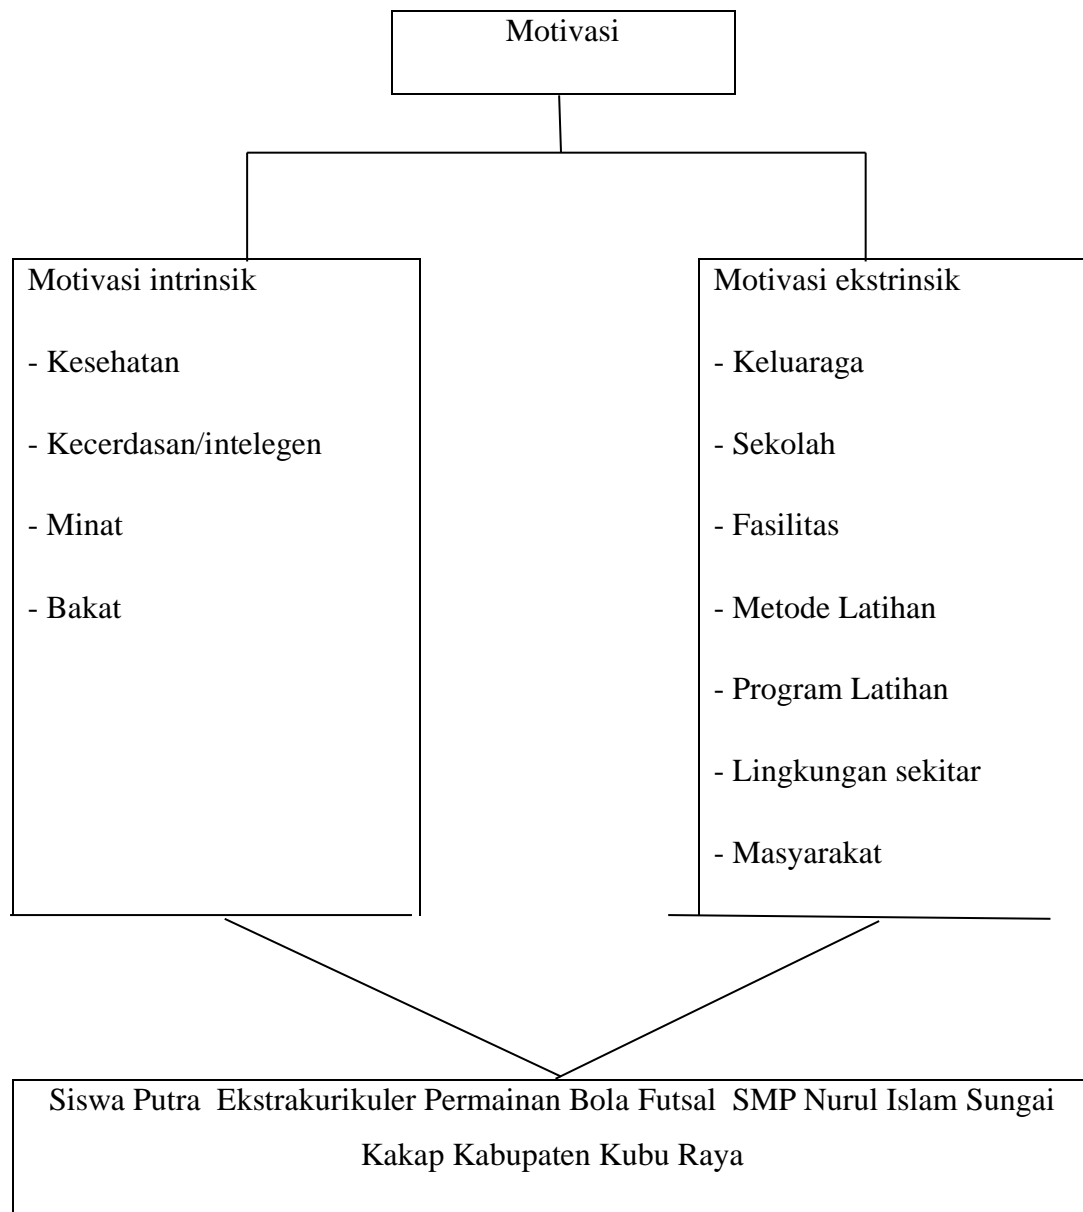 Motivasi
Motivasi intrinsik
- Kesehatan
- Kecerdasan/intelegen
- Minat
- Bakat
Motivasi ekstrinsik
- Keluaraga
- Sekolah
- Fasilitas
- Metode Latihan
- Program Latihan
- Lingkungan sekitar
- Masyarakat
Siswa Putra  Ekstrakurikuler Permainan Bola Futsal  SMP Nurul Islam Sungai
Kakap Kabupaten Kubu Raya